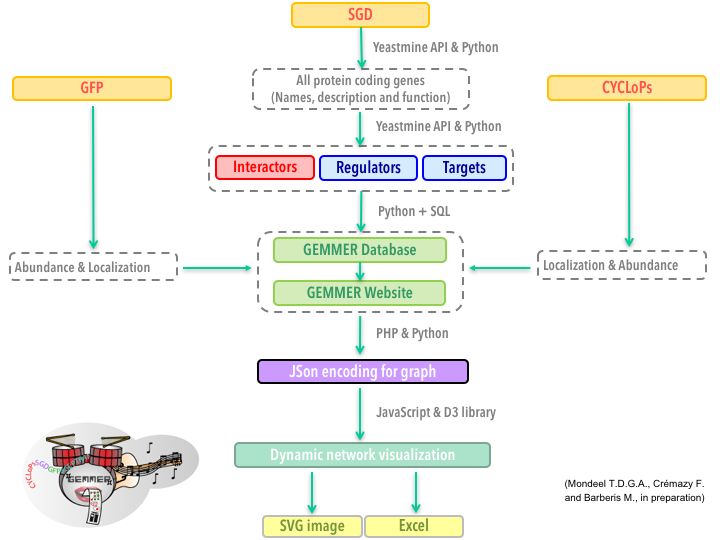 SGD
Yeastmine API & Python
GFP
All protein coding genes
(Names, description and function)
CYCLoPs
Yeastmine API & Python
Interactors
Regulators
Targets
Python + SQL
Abundance & Localization
GEMMER Database
GEMMER Website
Localization & Abundance
PHP & Python
JSon encoding for graph
JavaScript & D3 library
Dynamic network visualization
CYCLoPs
SGD
GFP
GEMMER
(Mondeel T.D.G.A., Crémazy F.
and Barberis M., in preparation)
SVG image
Excel